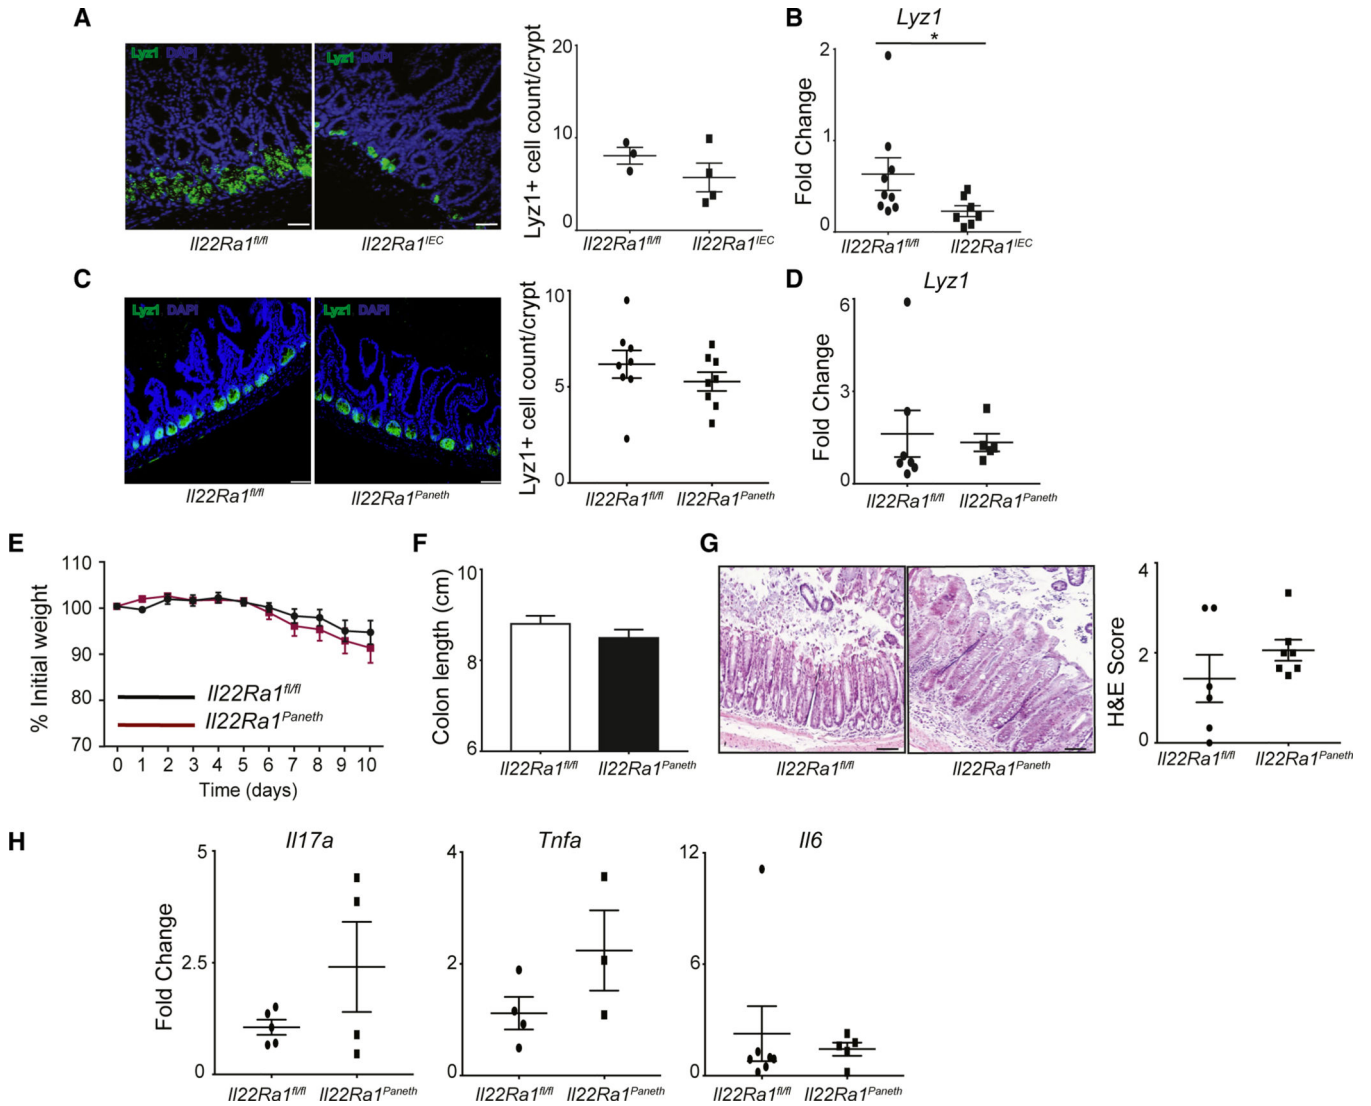 A
Lyz1 DAPI
Lyz1 DAPI
Il22Ra1fl/fl
Il22Ra1IEC
Lyz1+ cell count/crypt
20
10
0
Il22Ra1fl/fl
Il22Ra1IEC
B
Lyz1
*
Fold Change
2
1
0
Il22Ra1fl/fl
Il22Ra1IEC
C
Lyz1 DAPI
Lyz1 DAPI
Il22Ra1fl/fl
Il22Ra1Paneth
Lyz1+ cell count/crypt
10
5
0
Il22Ra1fl/fl
Il22Ra1Paneth
D
Lyz1
Fold Change
6
3
0
Il22Ra1fl/fl
Il22Ra1Paneth
E
% Initial weight
110
100
90
80
70
Il22Ra1fl/fl
Il22Ra1Paneth
0 1 2 3 4 5 6 7 8 9 10
Time (days)
F
Colon length (cm)
10
8
6
Il22Ra1fl/fl
Il22Ra1Paneth
G
Il22Ra1fl/fl
Il22Ra1Paneth
H&E Score
4
2
0
Il22Ra1fl/fl
Il22Ra1Paneth
H
Il17a
Fold Change
5
2.5
0
Il22Ra1fl/fl
Il22Ra1Paneth
Tnfa
4
2
0
Il22Ra1fl/fl
Il22Ra1Paneth
Il6
12
6
0
Il22Ra1fl/fl
Il22Ra1Paneth